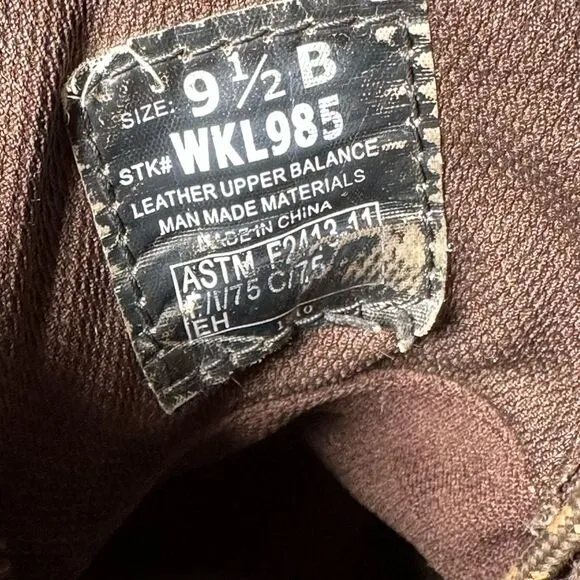 SIZE: 9 1/2 B
STK# WKL985
LEATHER UPPER BALANCE
MAN MADE MATERIALS
MADE IN CHINA
ASTM F2413-11
F/I/75 C/75
EH